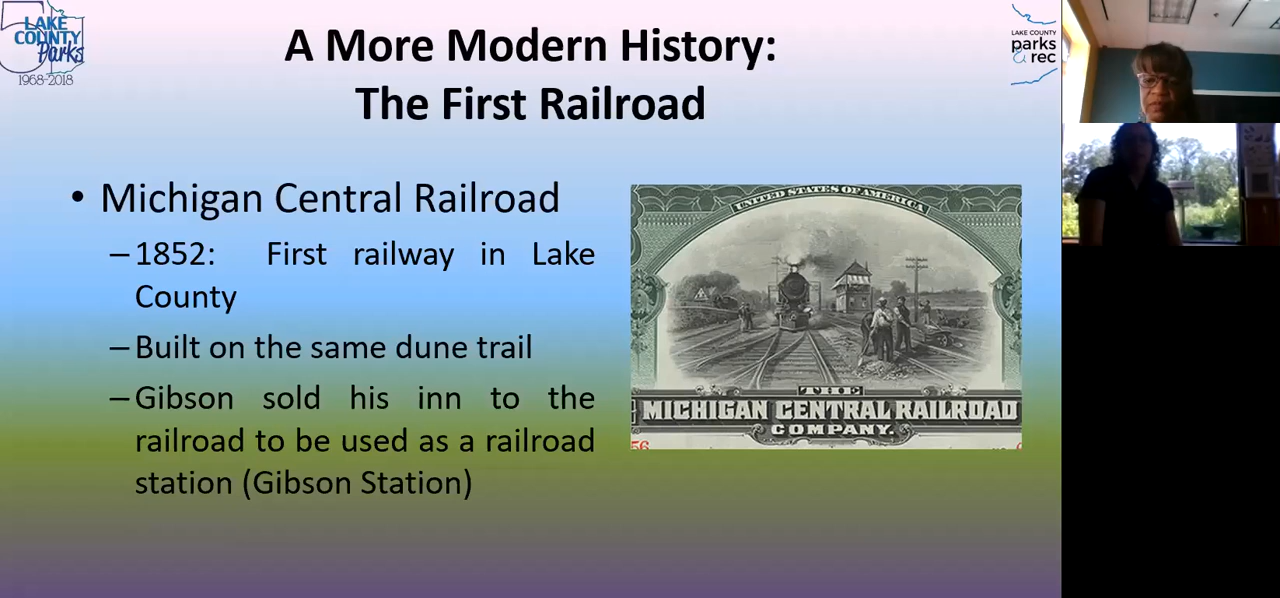 LAKE
COUNTY
Parks
1968-2018
A More Modern History:
The First Railroad
LAKE COUNTY
parks
& rec
• Michigan Central Railroad
– 1852: First railway in Lake
County
– Built on the same dune trail
– Gibson sold his inn to the
railroad to be used as a railroad
station (Gibson Station)
UNITED STATES OF AMERICA
THE
MICHIGAN CENTRAL RAILROAD
COMPANY.
56